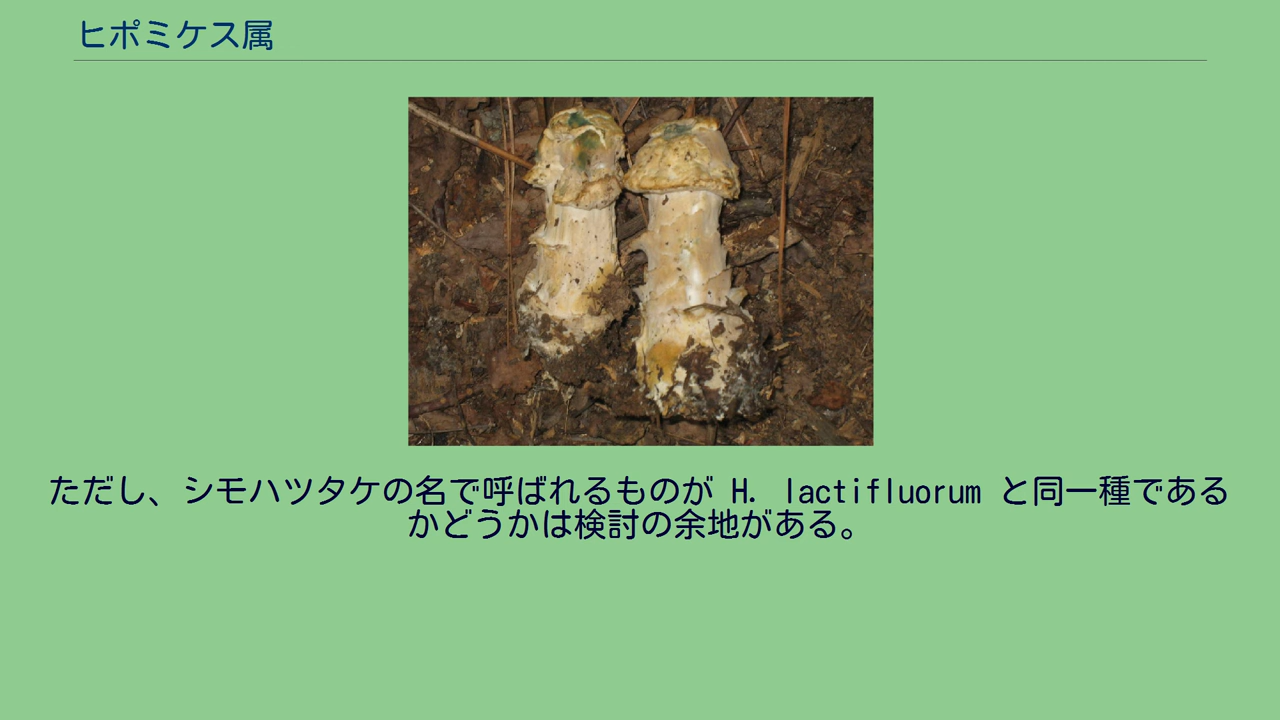 ヒポミケス属
ただし、シモハツタケの名で呼ばれるものが H. lactifluorum と同一種である
かどうかは検討の余地がある。